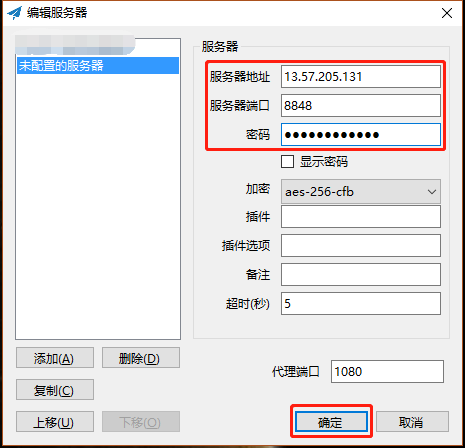 编辑服务器
未配置的服务器
服务器
服务器地址 13.57.205.131
服务器端口 8848
密码 ●●●●●●●●●●●●
显示密码
加密 aes-256-cfb
插件
插件选项
备注
超时(秒) 5
添加(A) 删除(D)
复制(C)
上移(U) 下移(O)
代理端口 1080
确定 取消